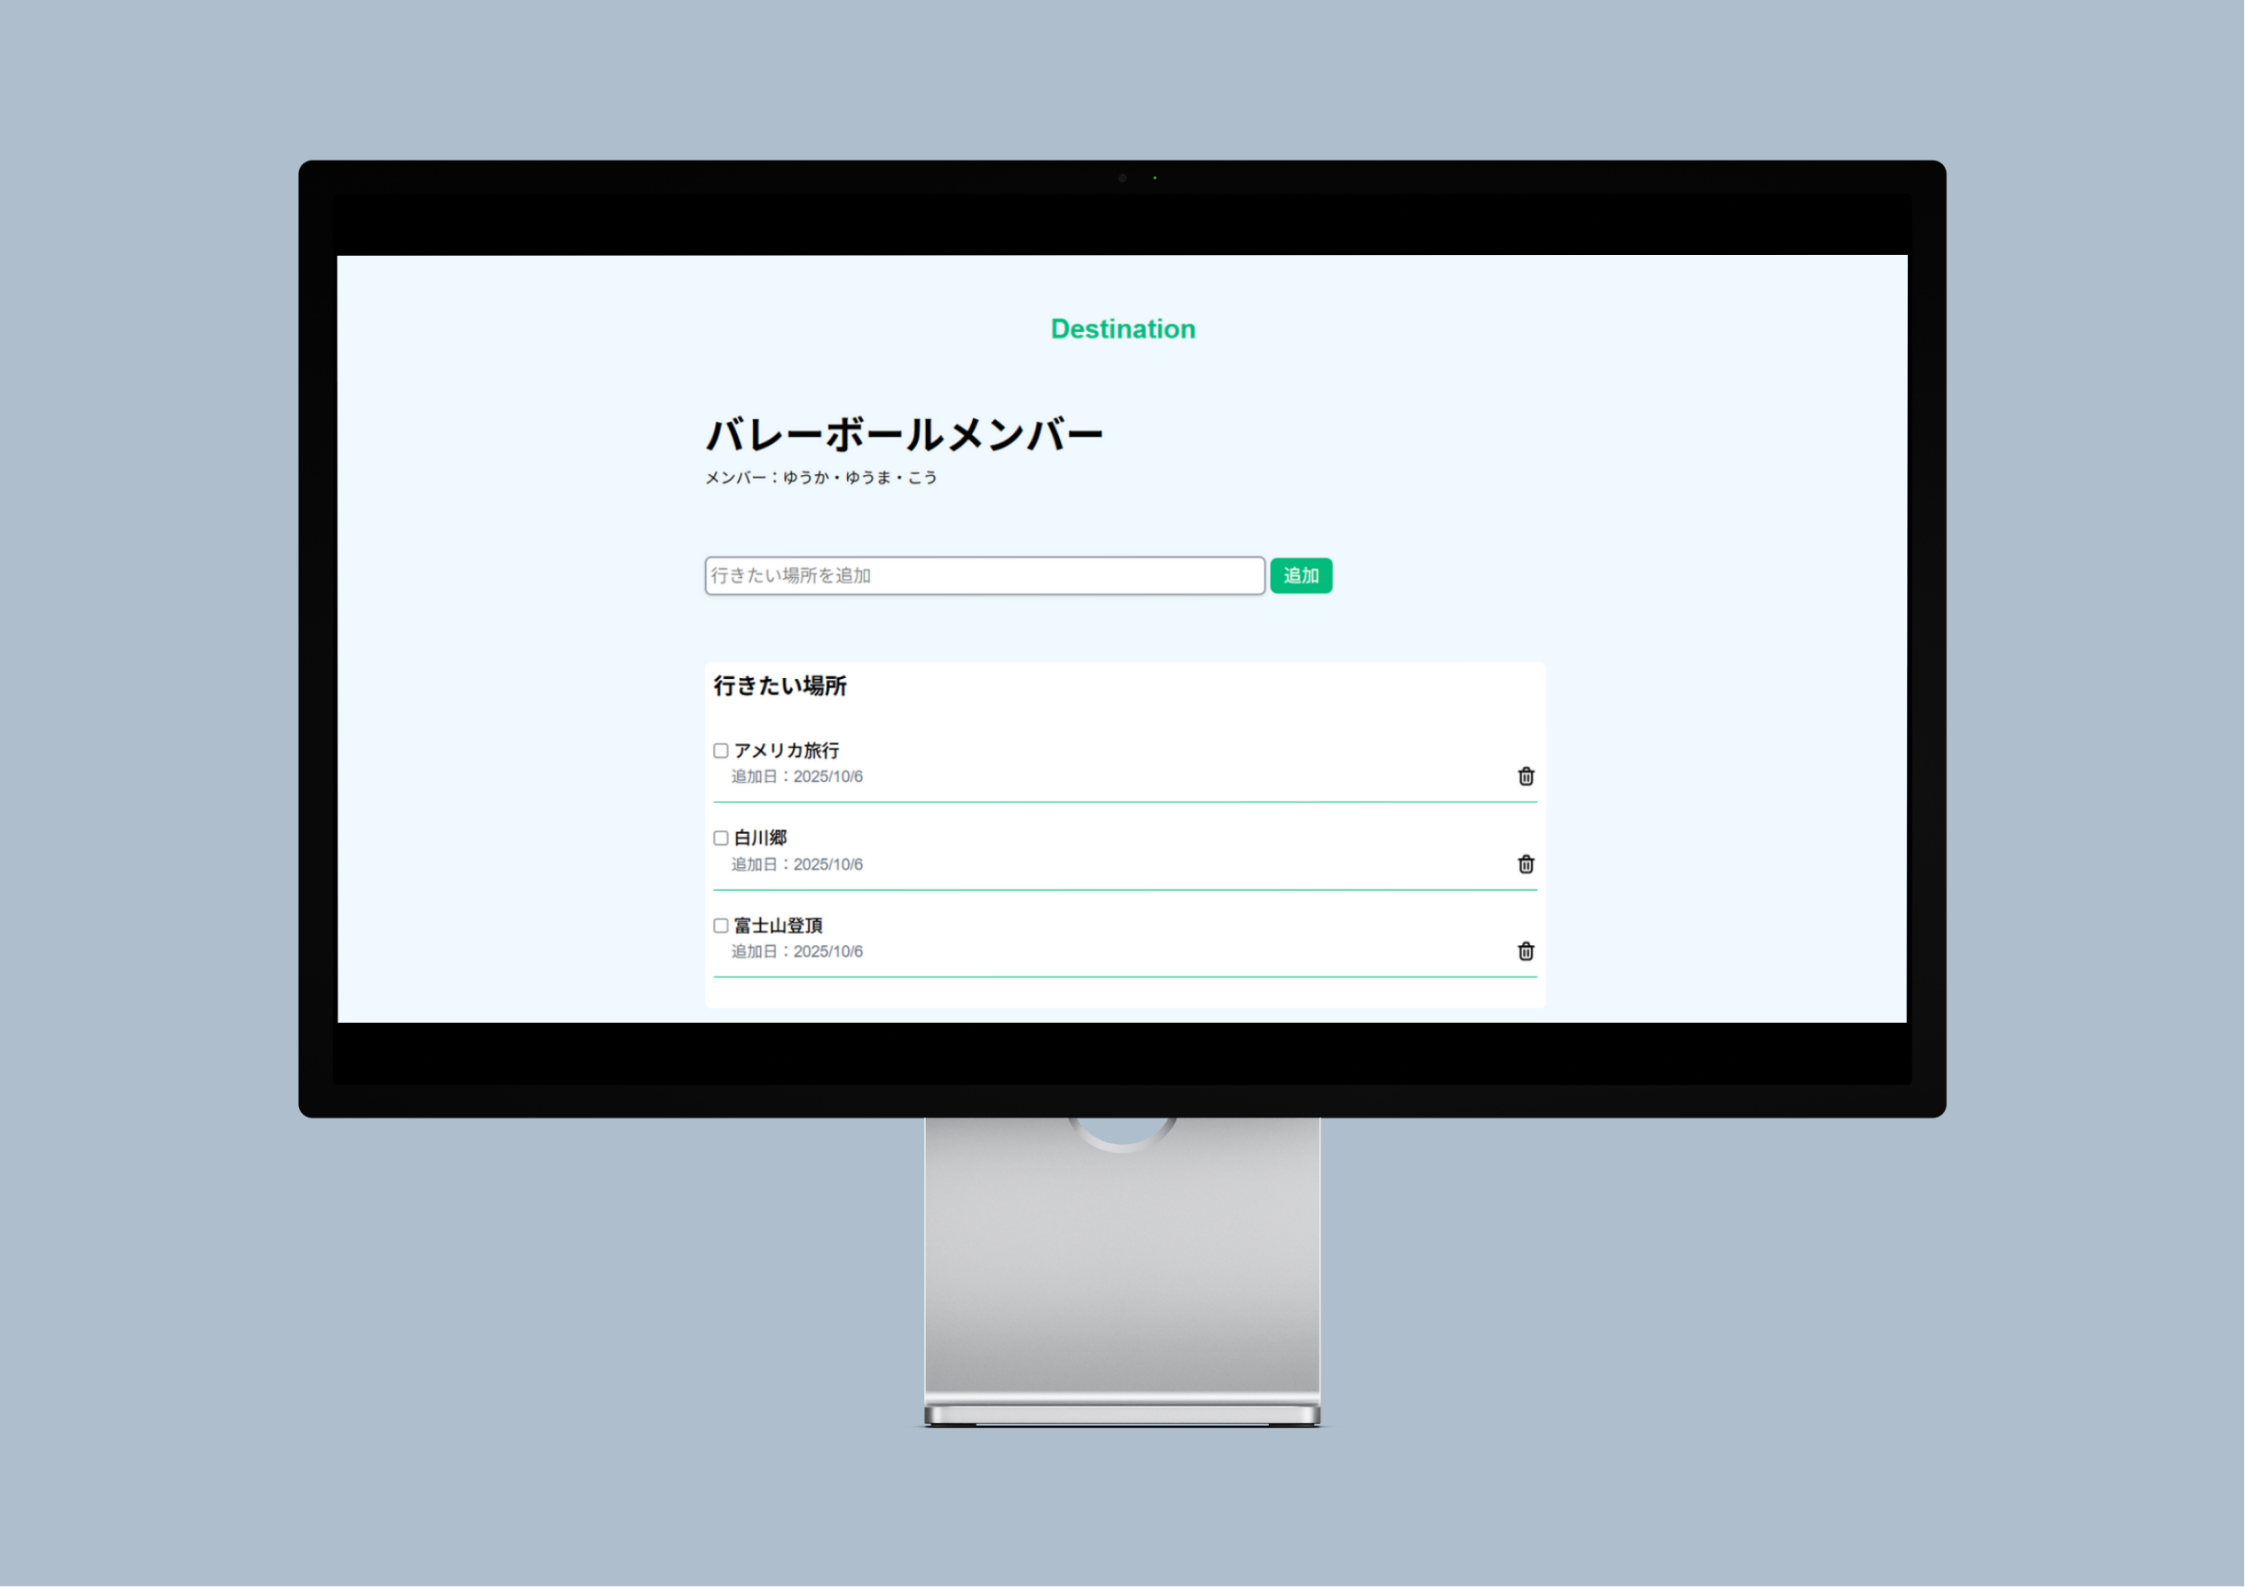 Destination
バレーボールメンバー
メンバー：ゆうか・ゆうま・こう
行きたい場所を追加 追加
行きたい場所
アメリカ旅行
追加日：2025/10/6
白川郷
追加日：2025/10/6
富士山登頂
追加日：2025/10/6